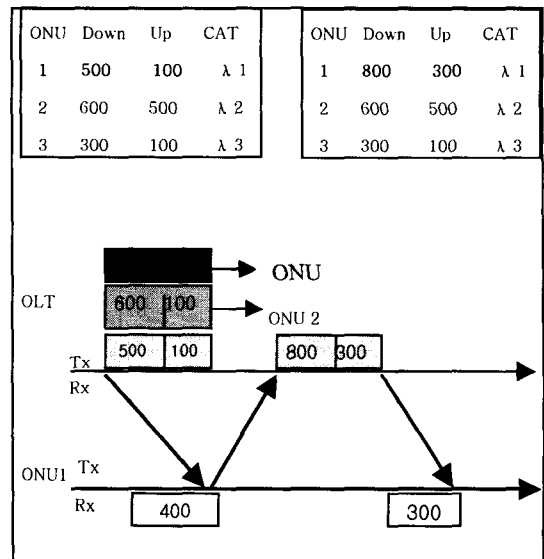 ONU Down Up CAT
1 500 100 λ 1
2 600 500 λ 2
3 300 100 λ 3
ONU Down Up CAT
1 800 300 λ 1
2 600 500 λ 2
3 300 100 λ 3
ONU
OLT
600 100
ONU 2
500 100
800 300
Tx
Rx
ONU1
Tx
Rx
400
300